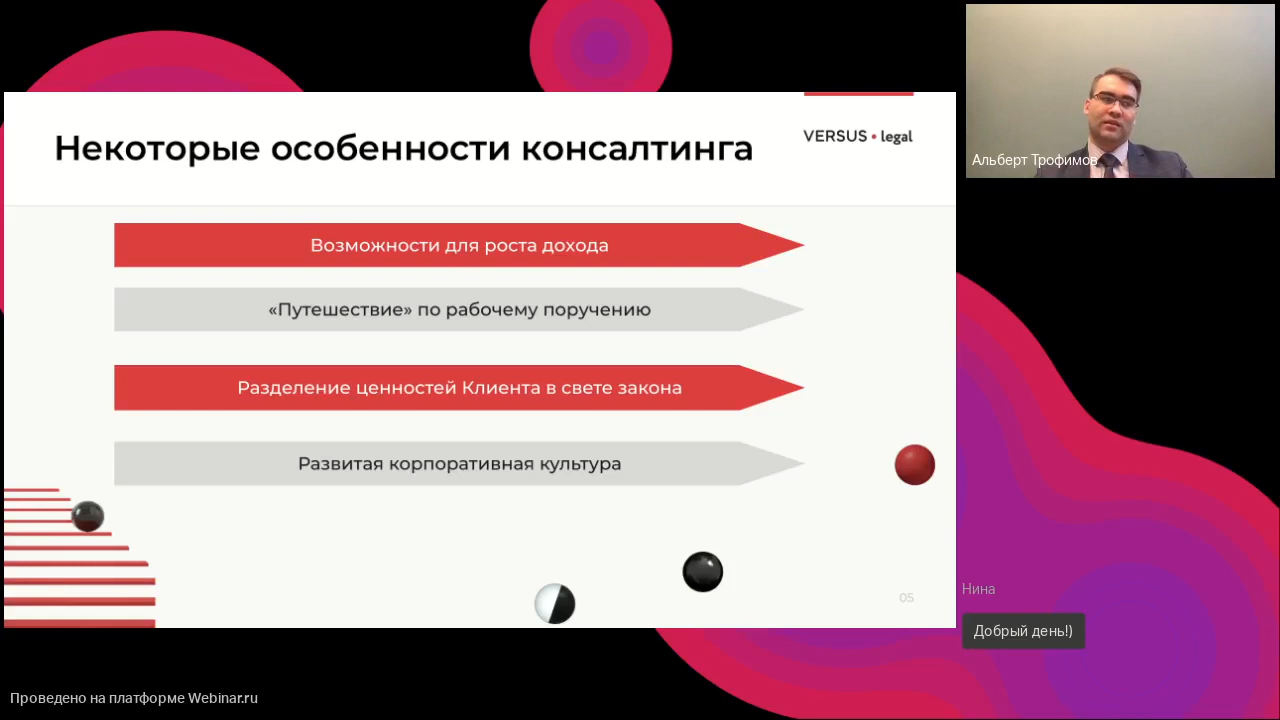 Некоторые особенности консалтинга
VERSUS • legal
Возможности для роста дохода
«Путешествие» по рабочему поручению
Разделение ценностей Клиента в свете закона
Развитая корпоративная культура
05
Альберт Трофимов
Нина
Добрый день!)
Проведено на платформе Webinar.ru